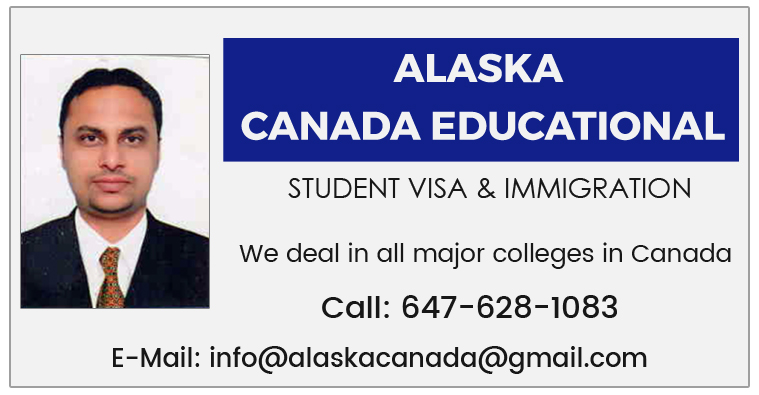 ALASKA
CANADA EDUCATIONAL
STUDENT VISA & IMMIGRATION
We deal in all major colleges in Canada
Call: 647-628-1083
E-Mail: info@alaskacanada@gmail.com